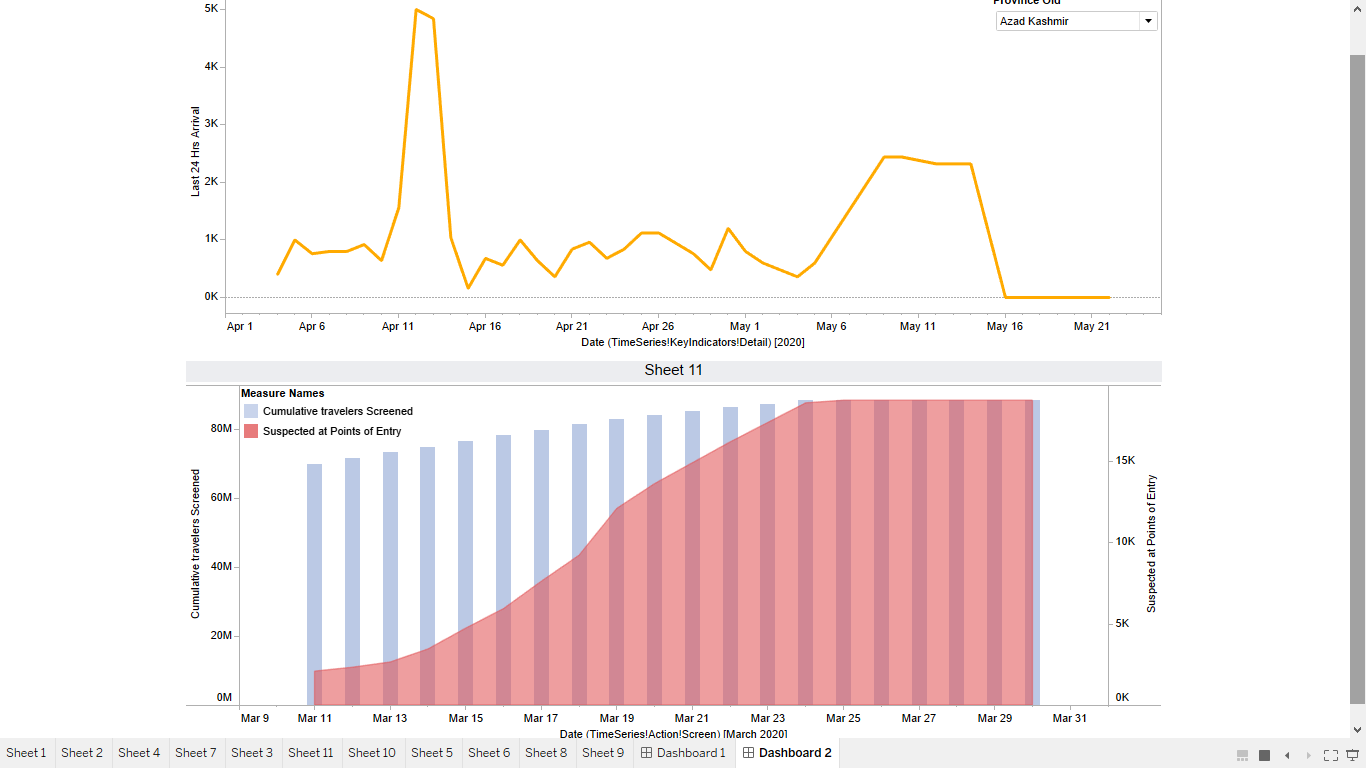 Province Old
Azad Kashmir
5K
4K
3K
2K
1K
0K
Last 24 Hrs Arrival
Apr 1 Apr 6 Apr 11 Apr 16 Apr 21 Apr 26 May 1 May 6 May 11 May 16 May 21
Date (TimeSeries!KeyIndicators!Detail) [2020]
Sheet 11
Measure Names
Cumulative travelers Screened
Suspected at Points of Entry
80M
60M
40M
20M
0M
Cumulative travelers Screened
15K
10K
5K
0K
Suspected at Points of Entry
Mar 9 Mar 11 Mar 13 Mar 15 Mar 17 Mar 19 Mar 21 Mar 23 Mar 25 Mar 27 Mar 29 Mar 31
Date (TimeSeries!Action!Screen) [March 2020]
Sheet 1 Sheet 2 Sheet 4 Sheet 7 Sheet 3 Sheet 11 Sheet 10 Sheet 5 Sheet 6 Sheet 8 Sheet 9 Dashboard 1 Dashboard 2